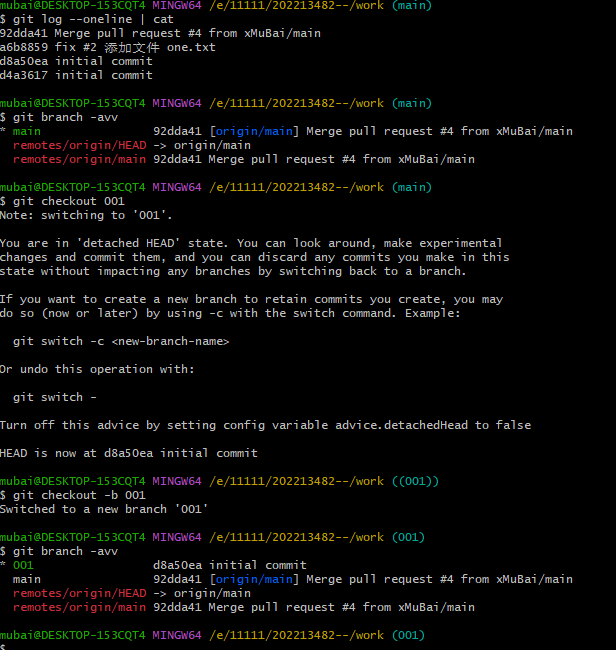 mubai@DESKTOP-153CQT4 MINGW64 /e/11111/202213482--/work (main)
$ git log --oneline | cat
92dda41 Merge pull request #4 from xMuBai/main
a6b8859 fix #2 添加文件 one.txt
d8a50ea initial commit
d4a3617 initial commit
mubai@DESKTOP-153CQT4 MINGW64 /e/11111/202213482--/work (main)
$ git branch -avv
* main 92dda41 [origin/main] Merge pull request #4 from xMuBai/main
remotes/origin/HEAD -> origin/main
remotes/origin/main 92dda41 Merge pull request #4 from xMuBai/main
mubai@DESKTOP-153CQT4 MINGW64 /e/11111/202213482--/work (main)
$ git checkout 001
Note: switching to '001'.
You are in 'detached HEAD' state. You can look around, make experimental
changes and commit them, and you can discard any commits you make in this
state without impacting any branches by switching back to a branch.
If you want to create a new branch to retain commits you create, you may
do so (now or later) by using -c with the switch command. Example:
git switch -c <new-branch-name>
Or undo this operation with:
git switch -
Turn off this advice by setting config variable advice.detachedHead to false
HEAD is now at d8a50ea initial commit
mubai@DESKTOP-153CQT4 MINGW64 /e/11111/202213482--/work ((001))
$ git checkout -b 001
Switched to a new branch '001'
mubai@DESKTOP-153CQT4 MINGW64 /e/11111/202213482--/work (001)
$ git branch -avv
* 001 d8a50ea initial commit
main 92dda41 [origin/main] Merge pull request #4 from xMuBai/main
remotes/origin/HEAD -> origin/main
remotes/origin/main 92dda41 Merge pull request #4 from xMuBai/main
mubai@DESKTOP-153CQT4 MINGW64 /e/11111/202213482--/work (001)
$